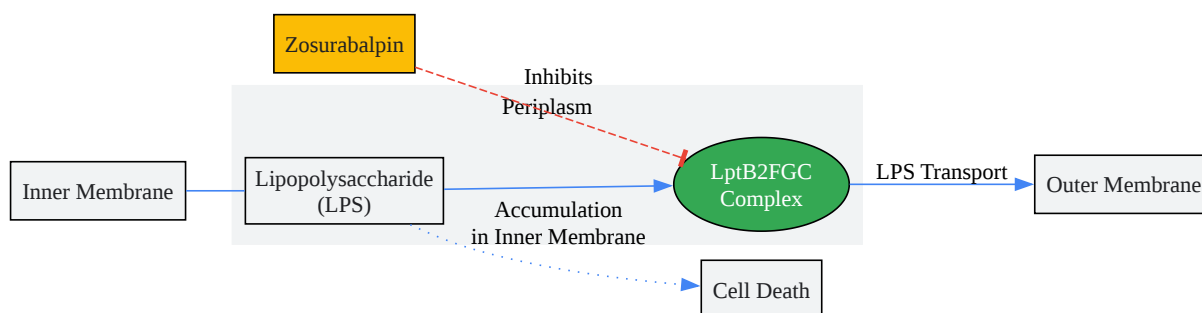 Zosurabalpin
Inhibits
Periplasm
Inner Membrane
Lipopolysaccharide
(LPS)
LptB2FGC
Complex
LPS Transport
Outer Membrane
Accumulation
in Inner Membrane
Cell Death